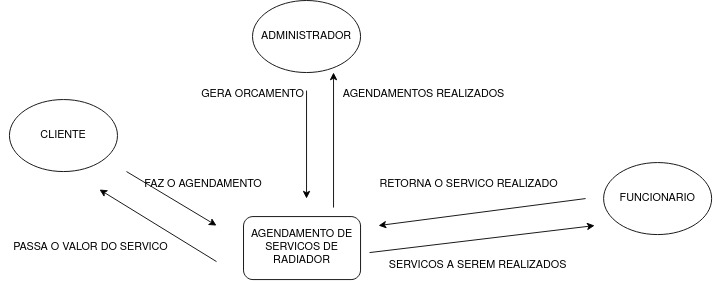 ADMINISTRADOR
GERA ORCAMENTO
AGENDAMENTOS REALIZADOS
CLIENTE
FAZ O AGENDAMENTO
RETORNA O SERVICO REALIZADO
FUNCIONARIO
PASSA O VALOR DO SERVICO
AGENDAMENTO DE
SERVICOS DE
RADIADOR
SERVICOS A SEREM REALIZADOS